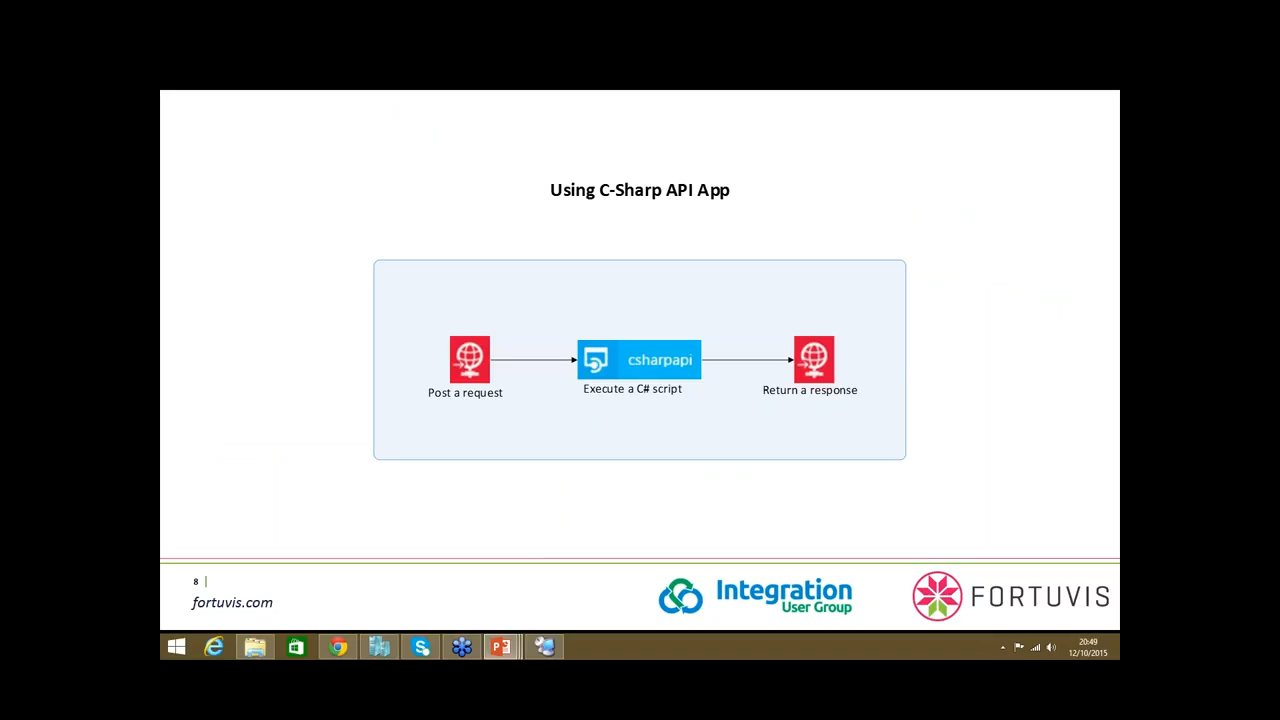 Using C-Sharp API App
csharpapi
Post a request
Execute a C# script
Return a response
8
fortuvis.com
Integration
User Group
FORTUVIS
20:49
12/10/2015